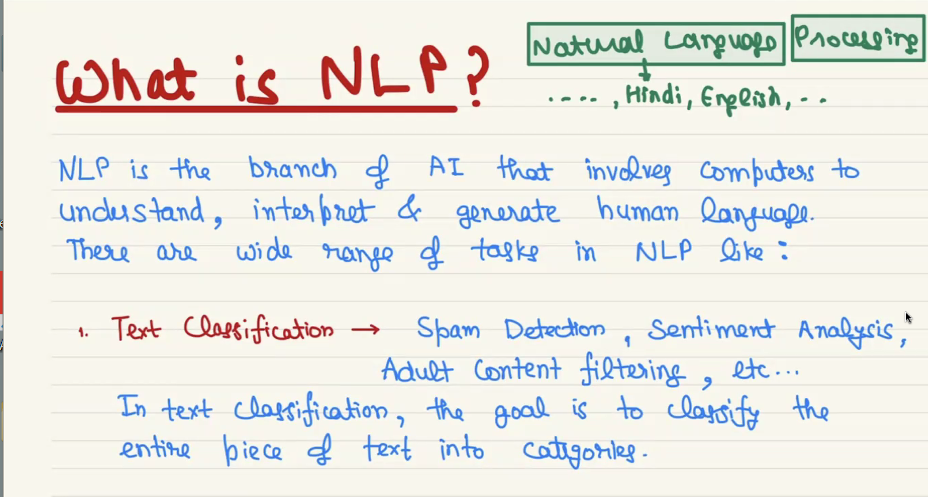 What is NLP?
Natural Language Processing
...., Hindi, English, ..
NLP is the branch of AI that involves computers to
understand, interpret & generate human language.
There are wide range of tasks in NLP like :
1. Text Classification → Spam Detection, Sentiment Analysis,
Adult Content filtering, etc...
In text classification, the goal is to classify the
entire piece of text into categories.